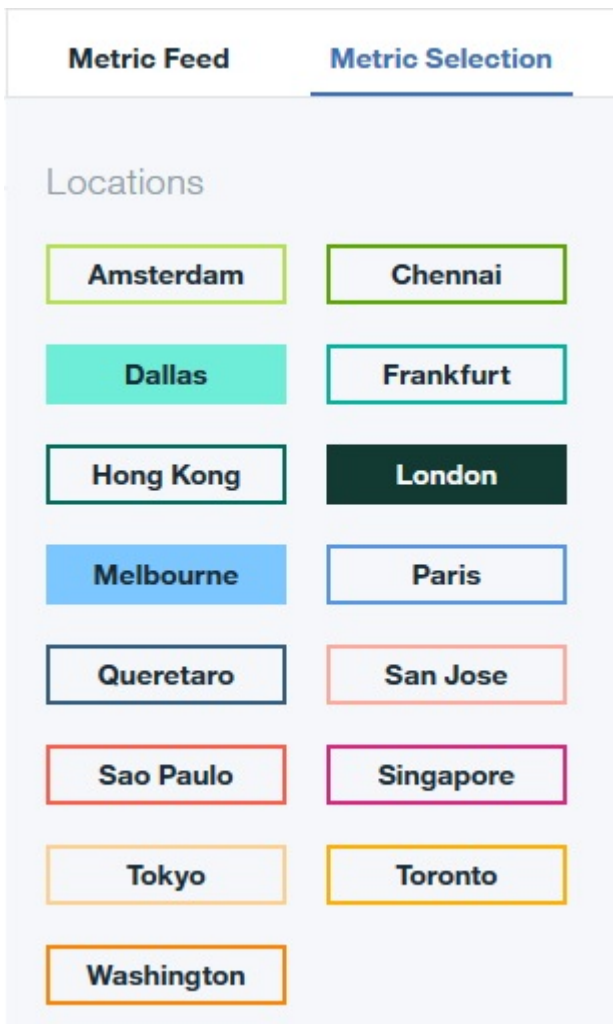 Metric Feed Metric Selection
Locations
Amsterdam Chennai
Dallas Frankfurt
Hong Kong London
Melbourne Paris
Queretaro San Jose
Sao Paulo Singapore
Tokyo Toronto
Washington